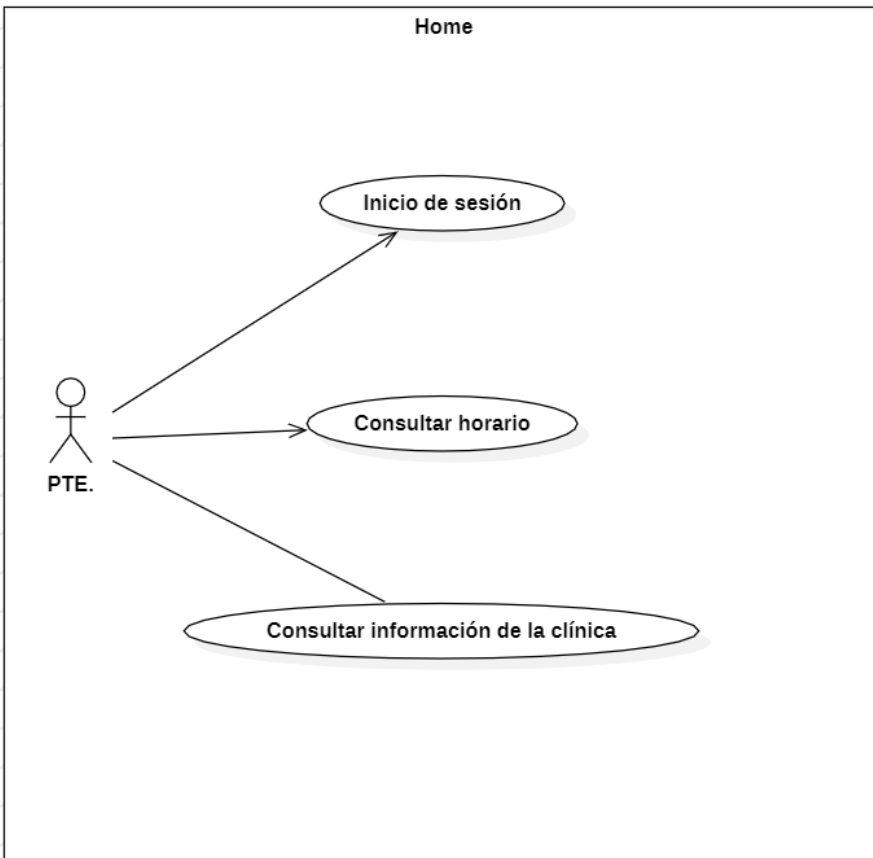 Home
Inicio de sesión
Consultar horario
PTE.
Consultar información de la clínica